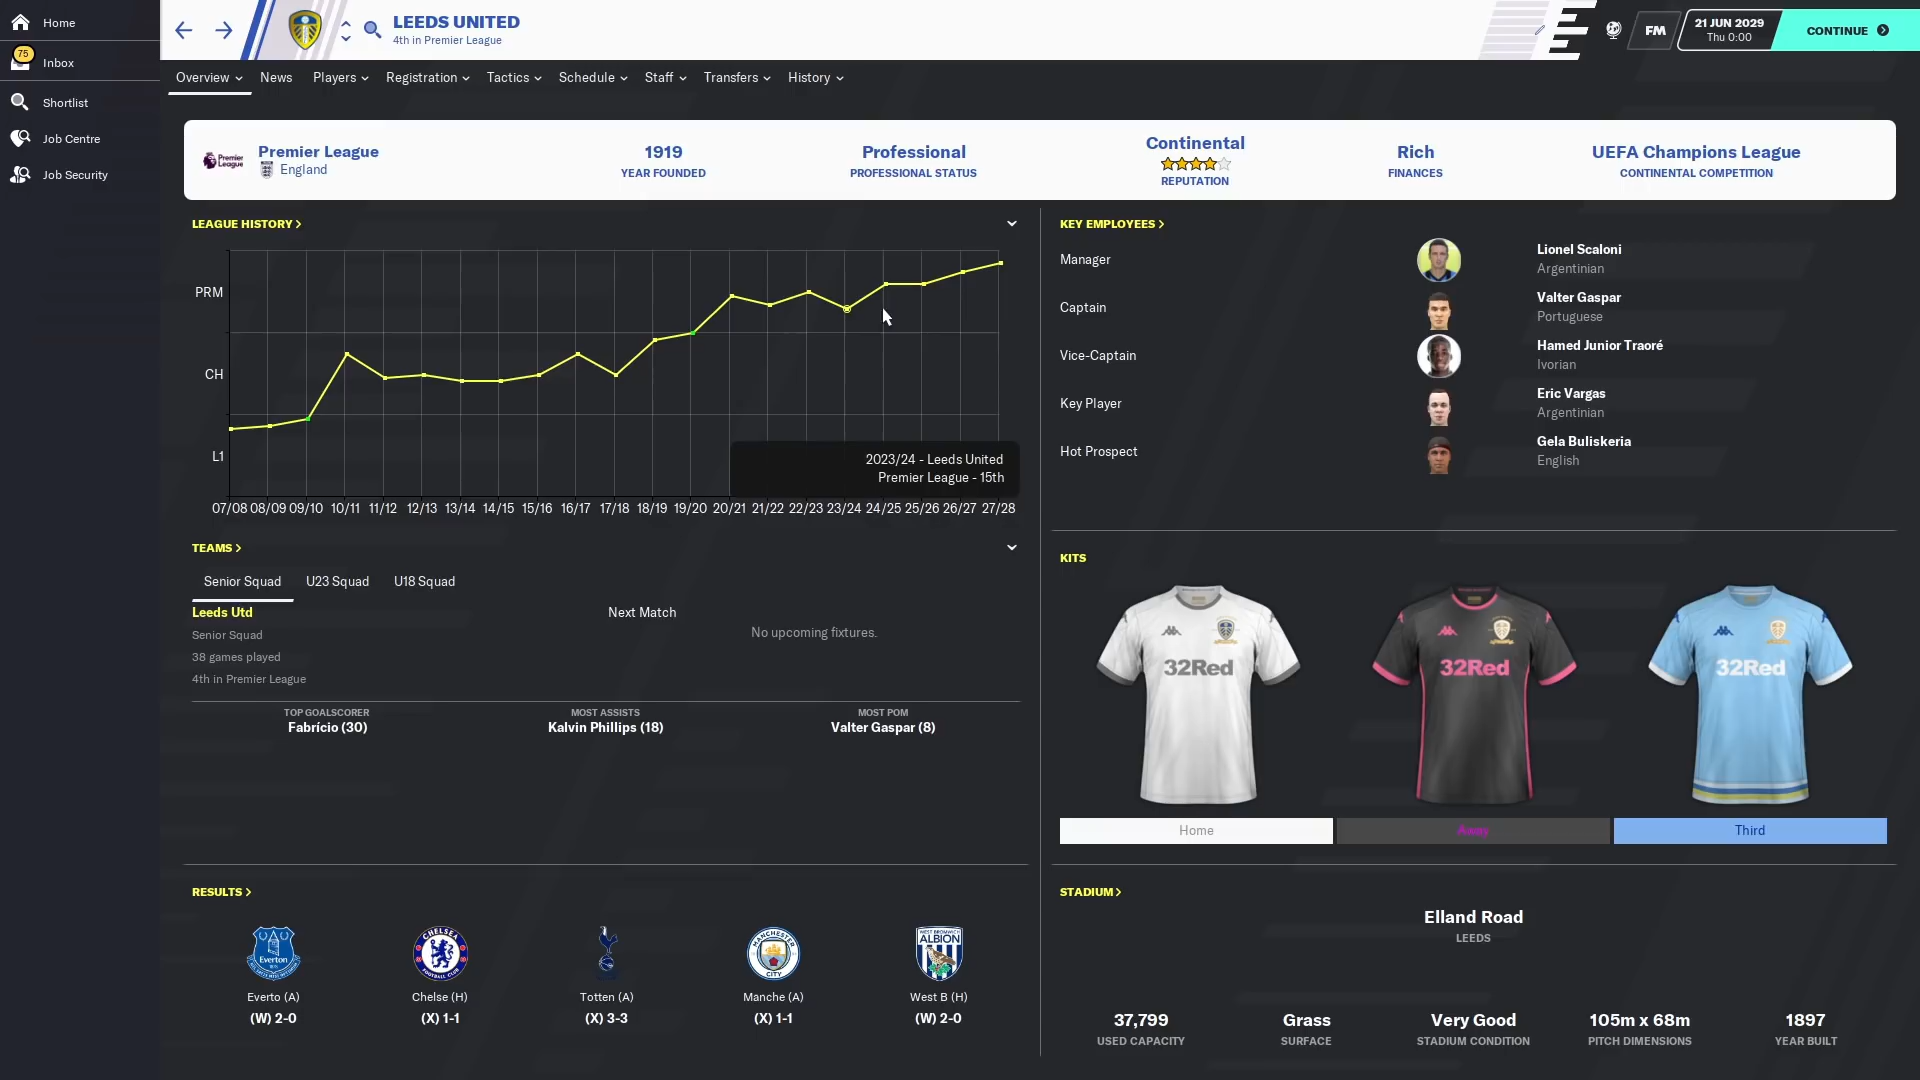 Home
75
Inbox
Shortlist
Job Centre
Job Security
LEEDS UNITED
4th in Premier League
FM
21 JUN 2029
Thu 0:00
CONTINUE
Overview
News
Players
Registration
Tactics
Schedule
Staff
Transfers
History
Premier League
Premier League
England
1919
YEAR FOUNDED
Professional
PROFESSIONAL STATUS
Continental
REPUTATION
Rich
FINANCES
UEFA Champions League
CONTINENTAL COMPETITION
LEAGUE HISTORY
PRM
CH
L1
2023/24 - Leeds United
Premier League - 15th
07/08 08/09 09/10 10/11 11/12 12/13 13/14 14/15 15/16 16/17 17/18 18/19 19/20 20/21 21/22 22/23 23/24 24/25 25/26 26/27 27/28
KEY EMPLOYEES
Manager
Lionel Scaloni
Argentinian
Captain
Valter Gaspar
Portuguese
Vice-Captain
Hamed Junior Traoré
Ivorian
Key Player
Eric Vargas
Argentinian
Hot Prospect
Gela Buliskeria
English
TEAMS
Senior Squad
U23 Squad
U18 Squad
Leeds Utd
Senior Squad
38 games played
4th in Premier League
Next Match
No upcoming fixtures.
TOP GOALSCORER
Fabrício (30)
MOST ASSISTS
Kalvin Phillips (18)
MOST POM
Valter Gaspar (8)
KITS
32Red
32Red
32Red
Home
Away
Third
RESULTS
Everton
CHELSEA
FOOTBALL CLUB
MANCHESTER
CITY
WEST BROMWICH
ALBION
Everto (A)
(W) 2-0
Chelse (H)
(X) 1-1
Totten (A)
(X) 3-3
Manche (A)
(X) 1-1
West B (H)
(W) 2-0
STADIUM
Elland Road
LEEDS
37,799
USED CAPACITY
Grass
SURFACE
Very Good
STADIUM CONDITION
105m x 68m
PITCH DIMENSIONS
1897
YEAR BUILT